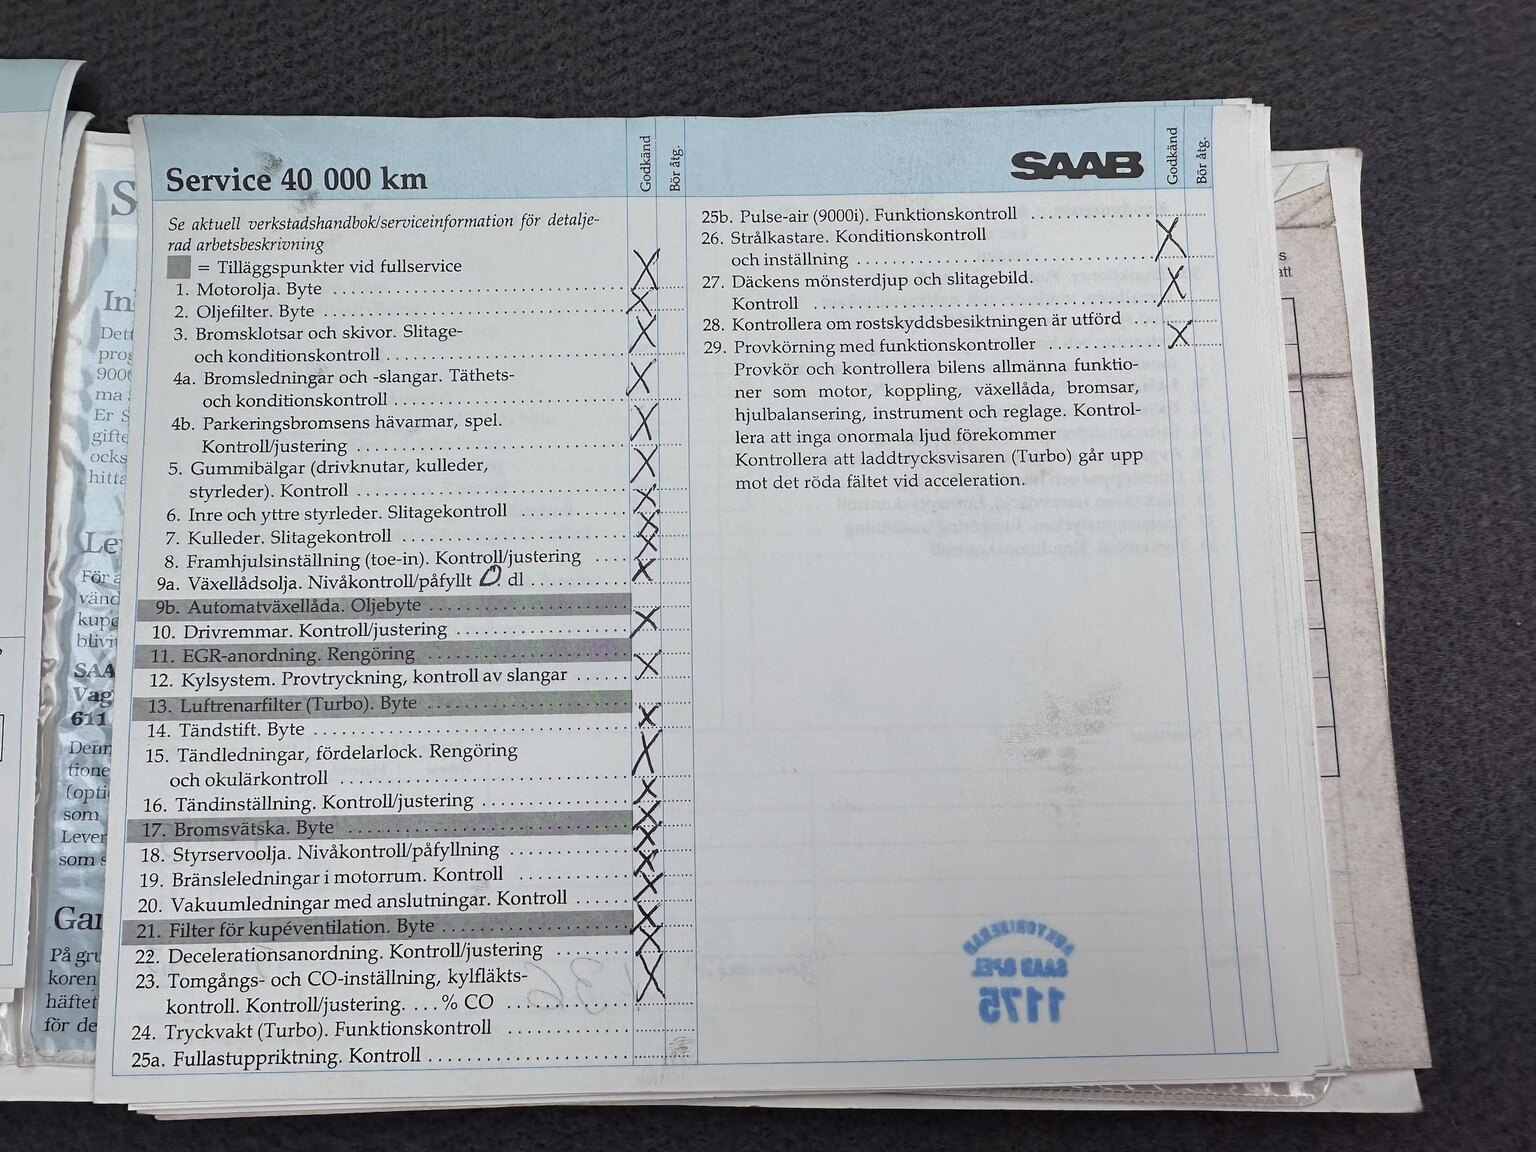 Service 40 000 km
Godkänd
Bör åtg.
Se aktuell verkstadshandbok/serviceinformation för detalje-
rad arbetsbeskrivning
= Tilläggspunkter vid fullservice
1. Motorolja. Byte
2. Oljefilter. Byte
3. Bromsklotsar och skivor. Slitage-
och konditionskontroll
4a. Bromsledningar och -slangar. Täthets-
och konditionskontroll
4b. Parkeringsbromsens hävarmar, spel.
Kontroll/justering
5. Gummibälgar (drivknutar, kulleder,
styrleder). Kontroll
6. Inre och yttre styrleder. Slitagekontroll
7. Kulleder. Slitagekontroll
8. Framhjulsinställning (toe-in). Kontroll/justering
9a. Växellådsolja. Nivåkontroll/påfyllt 0 dl
9b. Automatväxellåda. Oljebyte
10. Drivremmar. Kontroll/justering
11. EGR-anordning. Rengöring
12. Kylsystem. Provtryckning, kontroll av slangar
13. Luftrenarfilter (Turbo). Byte
14. Tändstift. Byte
15. Tändledningar, fördelarlock. Rengöring
och okulärkontroll
16. Tändinställning. Kontroll/justering
17. Bromsvätska. Byte
18. Styrservoolja. Nivåkontroll/påfyllning
19. Bränsleledningar i motorrum. Kontroll
20. Vakuumledningar med anslutningar. Kontroll
21. Filter för kupéventilation. Byte
22. Decelerationsanordning. Kontroll/justering
23. Tomgångs- och CO-inställning, kylfläkts-
kontroll. Kontroll/justering. ... % CO
24. Tryckvakt (Turbo). Funktionskontroll
25a. Fullastuppriktning. Kontroll
SAAB
Godkänd
Bör åtg.
25b. Pulse-air (9000i). Funktionskontroll
26. Strålkastare. Konditionskontroll
och inställning
27. Däckens mönsterdjup och slitagebild.
Kontroll
28. Kontrollera om rostskyddsbesiktningen är utförd
29. Provkörning med funktionskontroller
Provkör och kontrollera bilens allmänna funktio-
ner som motor, koppling, växellåda, bromsar,
hjulbalansering, instrument och reglage. Kontrol-
lera att inga onormala ljud förekommer
Kontrollera att laddtrycksvisaren (Turbo) går upp
mot det röda fältet vid acceleration.
AUKTORISERAD
SAAB OPEL
1175